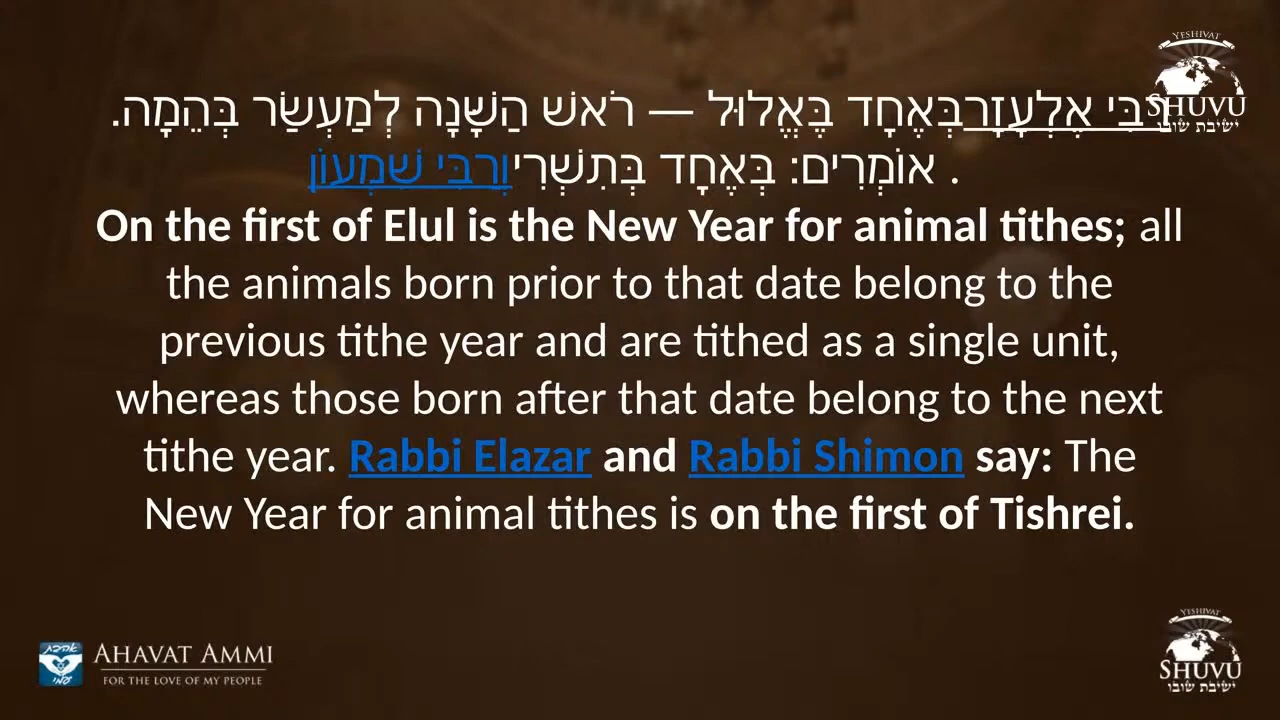 רַבִּי אֶלְעָזָר בְּאֶחָד בֶּאֱלוּל — רֹאשׁ הַשָּׁנָה לְמַעְשַׂר בְּהֵמָה.
וְרַבִּי שִׁמְעוֹן אוֹמְרִים: בְּאֶחָד בְּתִשְׁרִי.
On the first of Elul is the New Year for animal tithes; all
the animals born prior to that date belong to the
previous tithe year and are tithed as a single unit,
whereas those born after that date belong to the next
tithe year. Rabbi Elazar and Rabbi Shimon say: The
New Year for animal tithes is on the first of Tishrei.
YESHIVAT
SHUVU
ישיבת שובו
אהבת
עמי
AHAVAT AMMI
FOR THE LOVE OF MY PEOPLE
YESHIVAT
SHUVU
ישיבת שובו